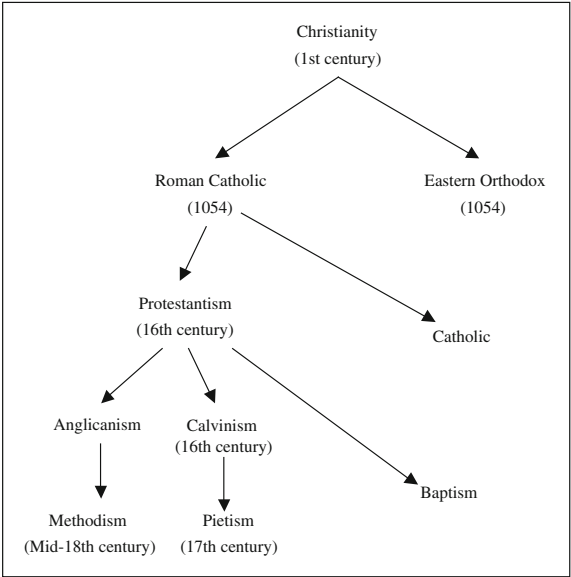 Christianity
(1st century)
Roman Catholic
(1054)
Eastern Orthodox
(1054)
Protestantism
(16th century)
Catholic
Anglicanism
Calvinism
(16th century)
Baptism
Methodism
(Mid-18th century)
Pietism
(17th century)